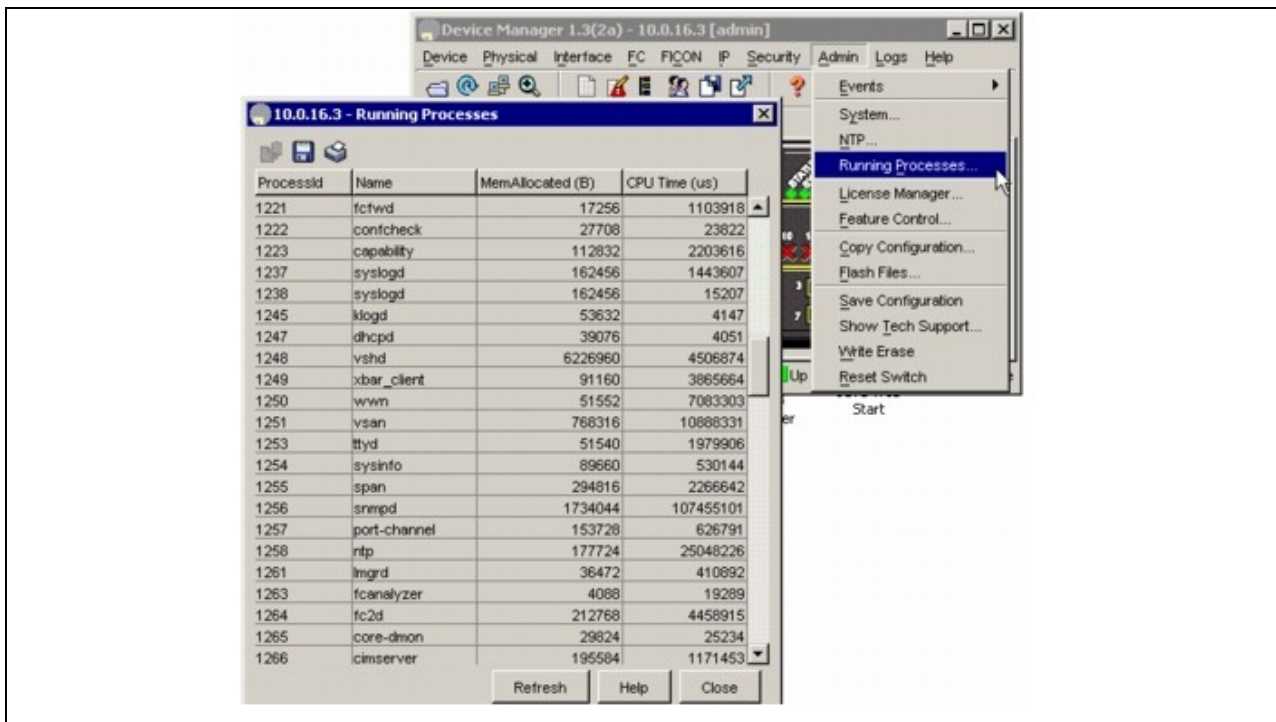 Device Manager 1.3(2a) - 10.0.16.3 [admin]
Device Physical Interface FC FICON IP Security Admin Logs Help
Events
System...
NTP...
Running Processes...
License Manager...
Feature Control...
Copy Configuration...
Flash Files...
Save Configuration
Show Tech Support...
Write Erase
Reset Switch
Up
Start
10.0.16.3 - Running Processes
ProcessId Name MemAllocated (B) CPU Time (us)
1221 fcfwd 17256 1103918
1222 confcheck 27708 23822
1223 capability 112832 2203616
1237 syslogd 162456 1443607
1238 syslogd 162456 15207
1245 klogd 53632 4147
1247 dhcpd 39076 4051
1248 vshd 6226960 4506874
1249 xbar_client 91160 3865664
1250 wwn 51552 7083303
1251 vsan 768316 10888331
1253 ttyd 51540 1979906
1254 sysinfo 89660 530144
1255 span 294816 2266642
1256 snmpd 1734044 107455101
1257 port-channel 153728 626791
1258 ntp 177724 25048226
1261 lmgrd 36472 410892
1263 fcanalyzer 4088 19289
1264 fc2d 212768 4458915
1265 core-dmon 29824 25234
1266 cimserver 195584 1171453
Refresh Help Close